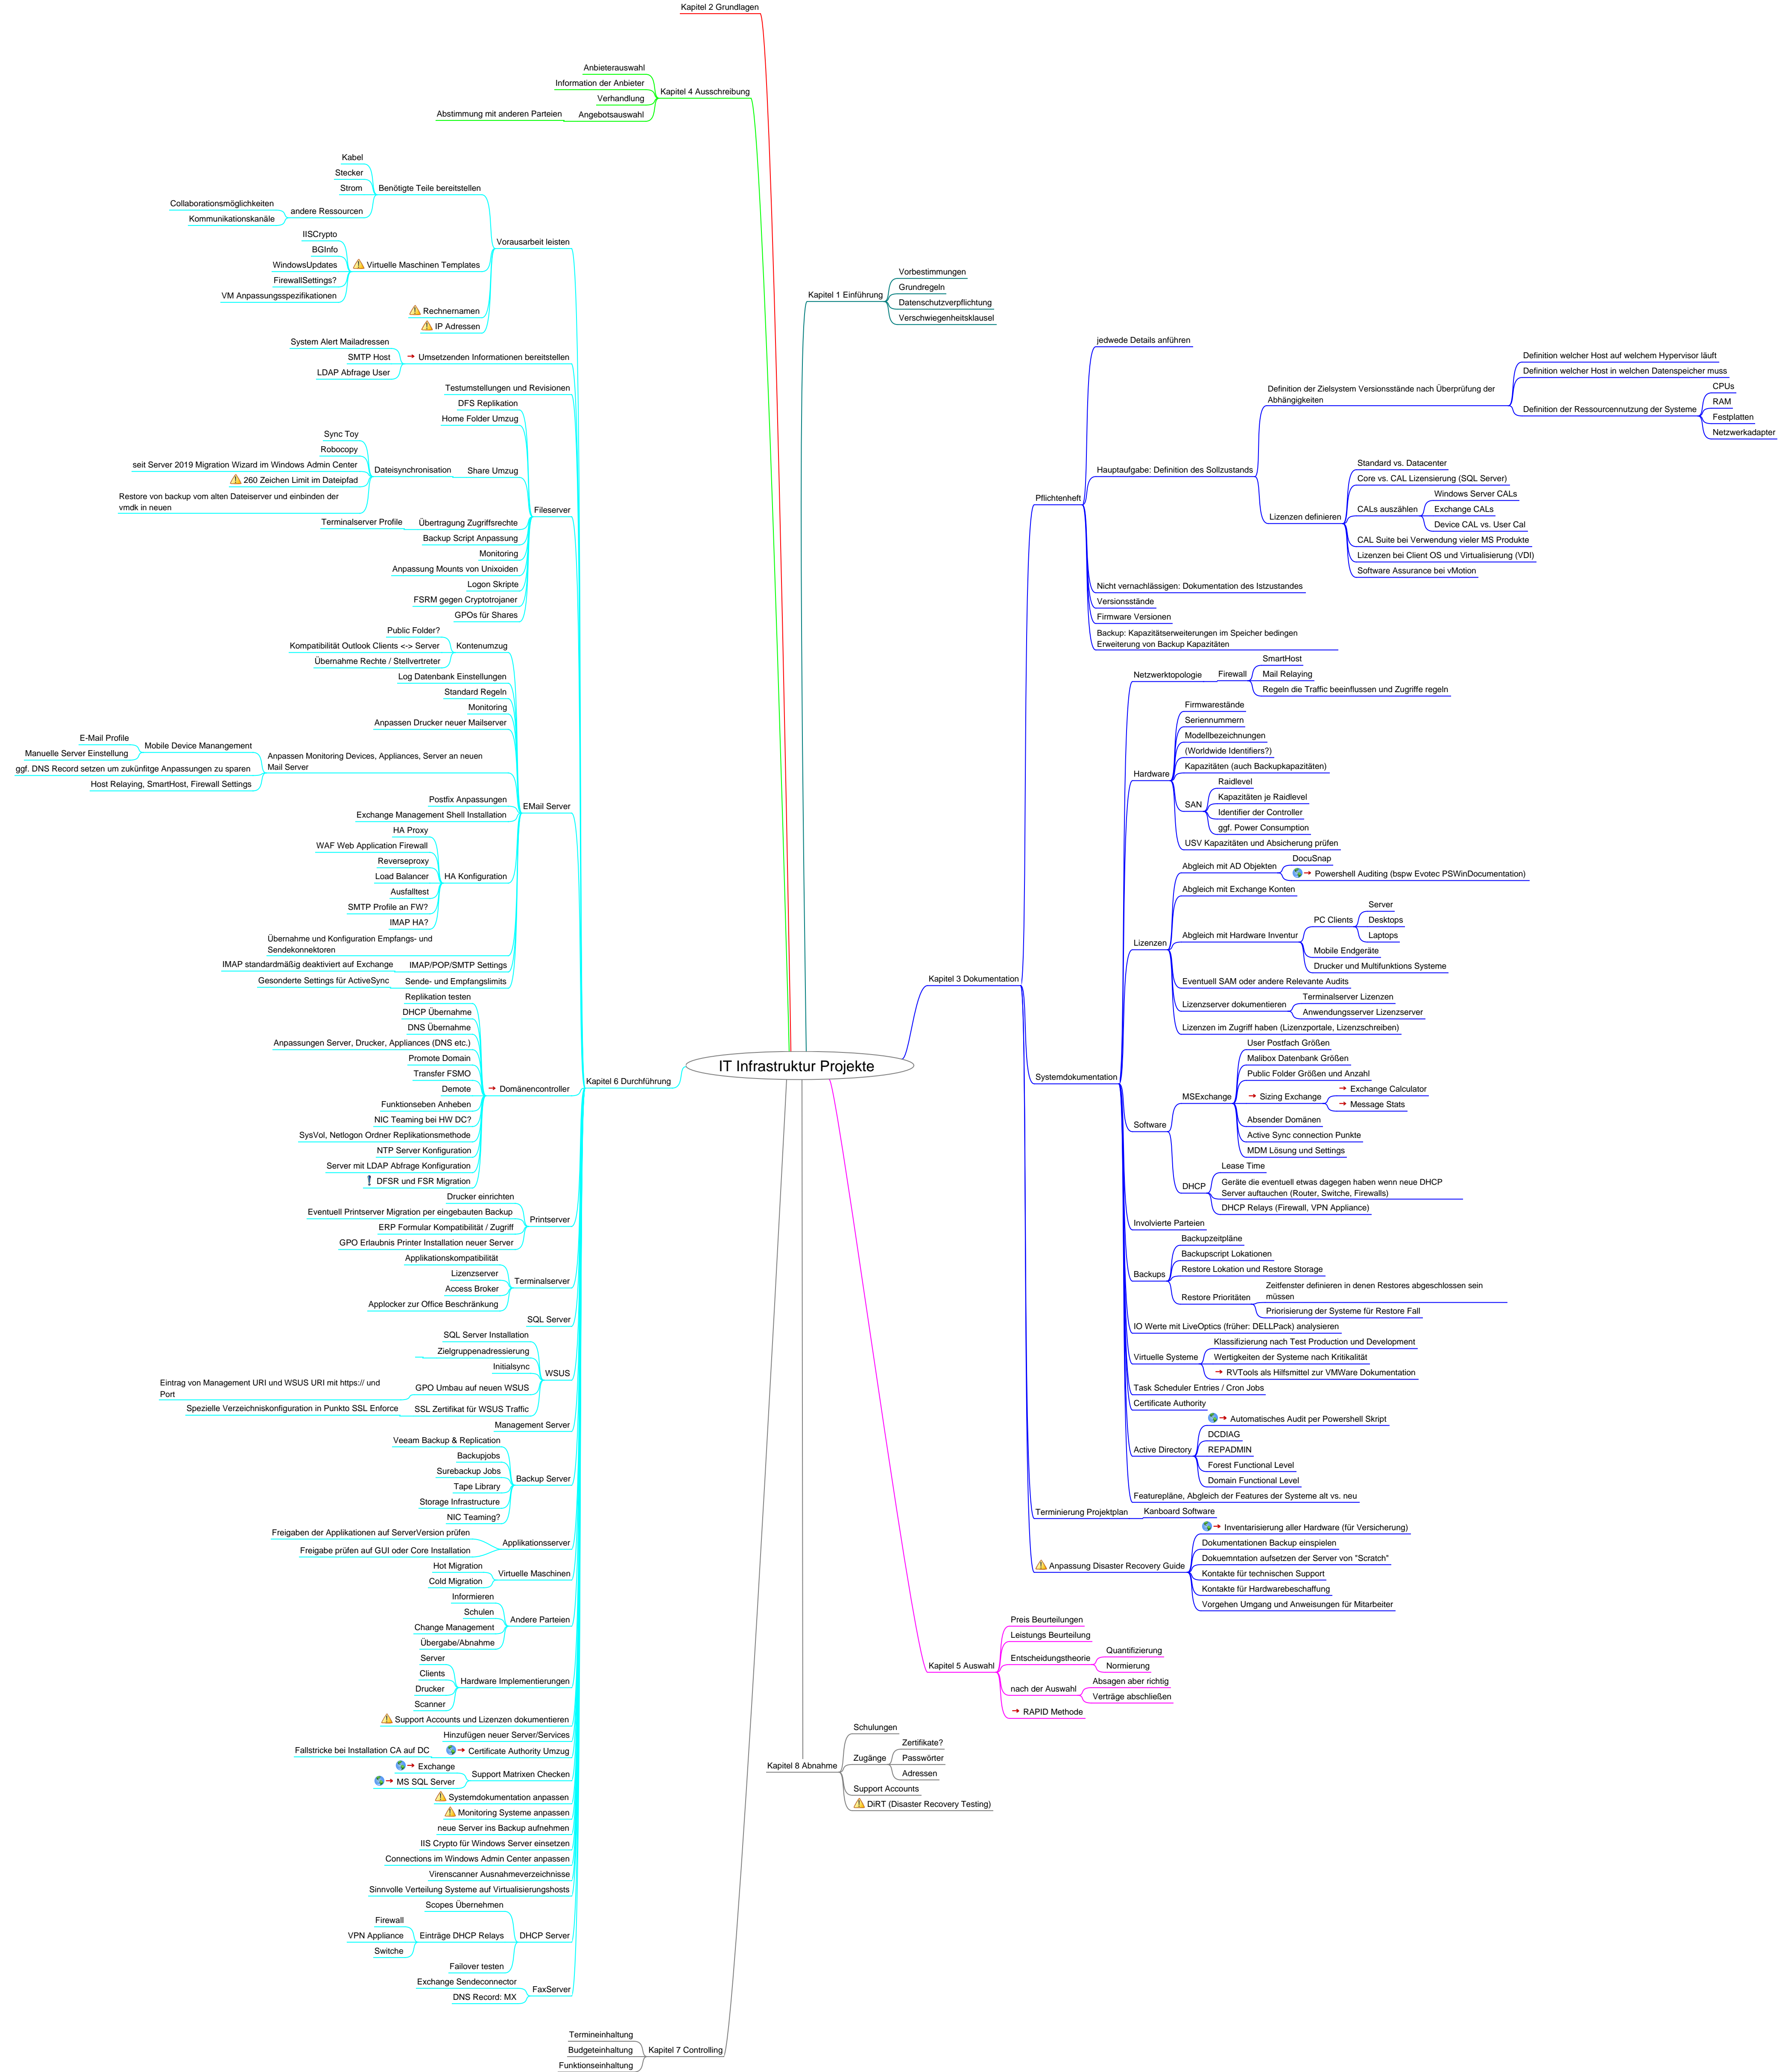 Kapitel 2 Grundlagen
Anbieterauswahl
Information der Anbieter
Verhandlung
Kapitel 4 Ausschreibung
Abstimmung mit anderen Parteien
Angebotsauswahl
Kabel
Stecker
Strom
Benötigte Teile bereitstellen
Collaborationsmöglichkeiten
Kommunikationskanäle
andere Ressourcen
Vorausarbeit leisten
IISCrypto
BGInfo
WindowsUpdates
Virtuelle Maschinen Templates
FirewallSettings?
VM Anpassungsspezifikationen
Rechnernamen
IP Adressen
System Alert Mailadressen
SMTP Host
Umsetzenden Informationen bereitstellen
LDAP Abfrage User
Testumstellungen und Revisionen
DFS Replikation
Home Folder Umzug
Sync Toy
Robocopy
seit Server 2019 Migration Wizard im Windows Admin Center
Dateisynchronisation
Share Umzug
260 Zeichen Limit im Dateipfad
Restore von backup vom alten Dateiserver und einbinden der
vmdk in neuen
Fileserver
Terminalserver Profile
Übertragung Zugriffsrechte
Backup Script Anpassung
Monitoring
Anpassung Mounts von Unixoiden
Logon Skripte
FSRM gegen Cryptotrojaner
GPOs für Shares
Public Folder?
Kompatibilität Outlook Clients <-> Server
Kontenumzug
Übernahme Rechte / Stellvertreter
Log Datenbank Einstellungen
Standard Regeln
Monitoring
Anpassen Drucker neuer Mailserver
E-Mail Profile
Manuelle Server Einstellung
Mobile Device Manangement
ggf. DNS Record setzen um zukünfitge Anpassungen zu sparen
Host Relaying, SmartHost, Firewall Settings
Anpassen Monitoring Devices, Appliances, Server an neuen
Mail Server
Postfix Anpassungen
EMail Server
Exchange Management Shell Installation
HA Proxy
WAF Web Application Firewall
Reverseproxy
Load Balancer
HA Konfiguration
Ausfalltest
SMTP Profile an FW?
IMAP HA?
Übernahme und Konfiguration Empfangs- und
Sendekonnektoren
IMAP standardmäßig deaktiviert auf Exchange
IMAP/POP/SMTP Settings
Gesonderte Settings für ActiveSync
Sende- und Empfangslimits
Replikation testen
DHCP Übernahme
DNS Übernahme
Anpassungen Server, Drucker, Appliances (DNS etc.)
Promote Domain
Transfer FSMO
Demote
Domänencontroller
Funktionseben Anheben
NIC Teaming bei HW DC?
SysVol, Netlogon Ordner Replikationsmethode
NTP Server Konfiguration
Server mit LDAP Abfrage Konfiguration
DFSR und FSR Migration
Kapitel 6 Durchführung
Drucker einrichten
Eventuell Printserver Migration per eingebauten Backup
Printserver
ERP Formular Kompatibilität / Zugriff
GPO Erlaubnis Printer Installation neuer Server
Applikationskompatibilität
Lizenzserver
Terminalserver
Access Broker
Applocker zur Office Beschränkung
SQL Server
SQL Server Installation
Zielgruppenadressierung
Initialsync
WSUS
Eintrag von Management URI und WSUS URI mit https:// und
Port
GPO Umbau auf neuen WSUS
Spezielle Verzeichniskonfiguration in Punkto SSL Enforce
SSL Zertifikat für WSUS Traffic
Management Server
Veeam Backup & Replication
Backupjobs
Surebackup Jobs
Backup Server
Tape Library
Storage Infrastructure
NIC Teaming?
Freigaben der Applikationen auf ServerVersion prüfen
Applikationsserver
Freigabe prüfen auf GUI oder Core Installation
Hot Migration
Virtuelle Maschinen
Cold Migration
Informieren
Schulen
Andere Parteien
Change Management
Übergabe/Abnahme
Server
Clients
Hardware Implementierungen
Drucker
Scanner
Support Accounts und Lizenzen dokumentieren
Hinzufügen neuer Server/Services
Fallstricke bei Installation CA auf DC
Certificate Authority Umzug
Exchange
Support Matrixen Checken
MS SQL Server
Systemdokumentation anpassen
Monitoring Systeme anpassen
neue Server ins Backup aufnehmen
IIS Crypto für Windows Server einsetzen
Connections im Windows Admin Center anpassen
Virenscanner Ausnahmeverzeichnisse
Sinnvolle Verteilung Systeme auf Virtualisierungshosts
Scopes Übernehmen
Firewall
VPN Appliance
Einträge DHCP Relays
DHCP Server
Switche
Failover testen
Exchange Sendeconnector
FaxServer
DNS Record: MX
Termineinhaltung
Budgeteinhaltung
Kapitel 7 Controlling
Funktionseinhaltung
IT Infrastruktur Projekte
Kapitel 1 Einführung
Vorbestimmungen
Grundregeln
Datenschutzverpflichtung
Verschwiegenheitsklausel
Kapitel 3 Dokumentation
Pflichtenheft
jedwede Details anführen
Hauptaufgabe: Definition des Sollzustands
Definition der Zielsystem Versionsstände nach Überprüfung der
Abhängigkeiten
Definition welcher Host auf welchem Hypervisor läuft
Definition welcher Host in welchen Datenspeicher muss
Definition der Ressourcennutzung der Systeme
CPUs
RAM
Festplatten
Netzwerkadapter
Lizenzen definieren
Standard vs. Datacenter
Core vs. CAL Lizensierung (SQL Server)
CALs auszählen
Windows Server CALs
Exchange CALs
Device CAL vs. User Cal
CAL Suite bei Verwendung vieler MS Produkte
Lizenzen bei Client OS und Virtualisierung (VDI)
Software Assurance bei vMotion
Nicht vernachlässigen: Dokumentation des Istzustandes
Versionsstände
Firmware Versionen
Backup: Kapazitätserweiterungen im Speicher bedingen
Erweiterung von Backup Kapazitäten
Systemdokumentation
Netzwerktopologie
Firewall
SmartHost
Mail Relaying
Regeln die Traffic beeinflussen und Zugriffe regeln
Hardware
Firmwarestände
Seriennummern
Modellbezeichnungen
(Worldwide Identifiers?)
Kapazitäten (auch Backupkapazitäten)
SAN
Raidlevel
Kapazitäten je Raidlevel
Identifier der Controller
ggf. Power Consumption
USV Kapazitäten und Absicherung prüfen
Lizenzen
Abgleich mit AD Objekten
DocuSnap
Powershell Auditing (bspw Evotec PSWinDocumentation)
Abgleich mit Exchange Konten
Abgleich mit Hardware Inventur
PC Clients
Server
Desktops
Laptops
Mobile Endgeräte
Drucker und Multifunktions Systeme
Eventuell SAM oder andere Relevante Audits
Lizenzserver dokumentieren
Terminalserver Lizenzen
Anwendungsserver Lizenzserver
Lizenzen im Zugriff haben (Lizenzportale, Lizenzschreiben)
Software
MSExchange
User Postfach Größen
Malibox Datenbank Größen
Public Folder Größen und Anzahl
Sizing Exchange
Exchange Calculator
Message Stats
Absender Domänen
Active Sync connection Punkte
MDM Lösung und Settings
DHCP
Lease Time
Geräte die eventuell etwas dagegen haben wenn neue DHCP
Server auftauchen (Router, Switche, Firewalls)
DHCP Relays (Firewall, VPN Appliance)
Involvierte Parteien
Backups
Backupzeitpläne
Backupscript Lokationen
Restore Lokation und Restore Storage
Restore Prioritäten
Zeitfenster definieren in denen Restores abgeschlossen sein
müssen
Priorisierung der Systeme für Restore Fall
IO Werte mit LiveOptics (früher: DELLPack) analysieren
Virtuelle Systeme
Klassifizierung nach Test Production und Development
Wertigkeiten der Systeme nach Kritikalität
RVTools als Hilfsmittel zur VMWare Dokumentation
Task Scheduler Entries / Cron Jobs
Certificate Authority
Active Directory
Automatisches Audit per Powershell Skript
DCDIAG
REPADMIN
Forest Functional Level
Domain Functional Level
Featurepläne, Abgleich der Features der Systeme alt vs. neu
Terminierung Projektplan
Kanboard Software
Anpassung Disaster Recovery Guide
Inventarisierung aller Hardware (für Versicherung)
Dokumentationen Backup einspielen
Dokuemntation aufsetzen der Server von "Scratch"
Kontakte für technischen Support
Kontakte für Hardwarebeschaffung
Vorgehen Umgang und Anweisungen für Mitarbeiter
Kapitel 5 Auswahl
Preis Beurteilungen
Leistungs Beurteilung
Entscheidungstheorie
Quantifizierung
Normierung
nach der Auswahl
Absagen aber richtig
Verträge abschließen
RAPID Methode
Kapitel 8 Abnahme
Schulungen
Zugänge
Zertifikate?
Passwörter
Adressen
Support Accounts
DiRT (Disaster Recovery Testing)